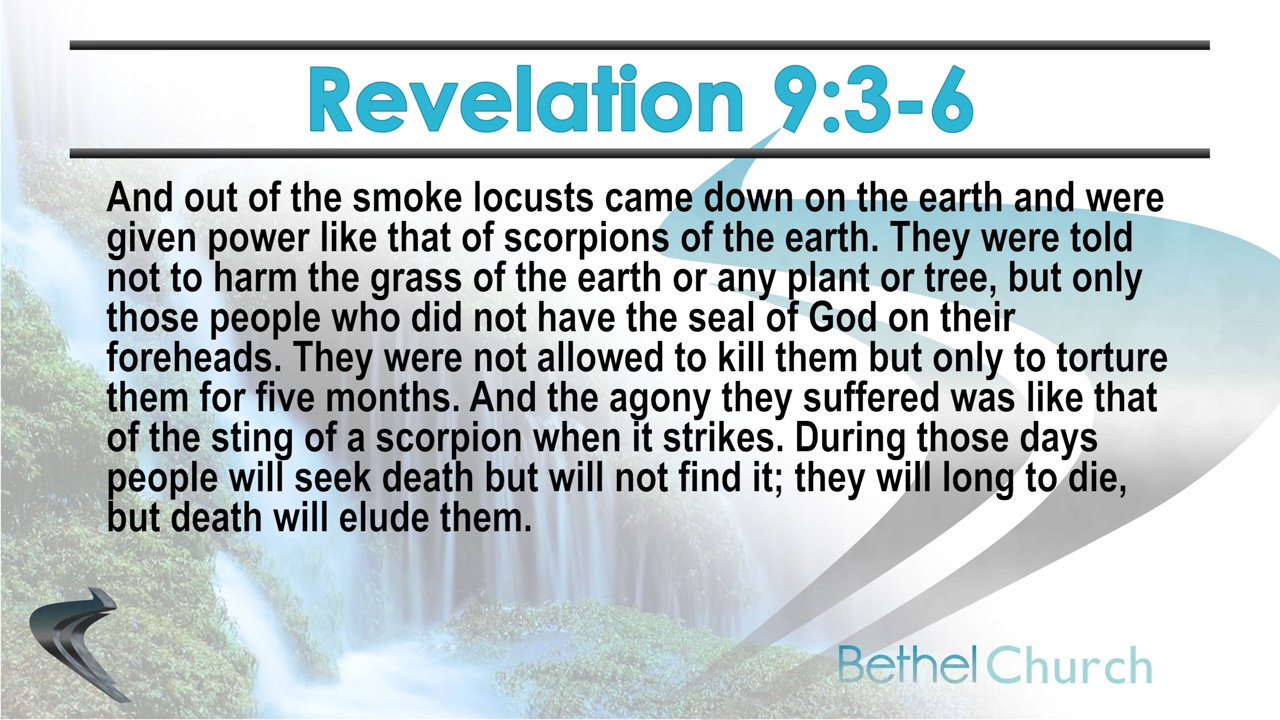 Revelation 9:3-6
And out of the smoke locusts came down on the earth and were
given power like that of scorpions of the earth. They were told
not to harm the grass of the earth or any plant or tree, but only
those people who did not have the seal of God on their
foreheads. They were not allowed to kill them but only to torture
them for five months. And the agony they suffered was like that
of the sting of a scorpion when it strikes. During those days
people will seek death but will not find it; they will long to die,
but death will elude them.
Bethel Church